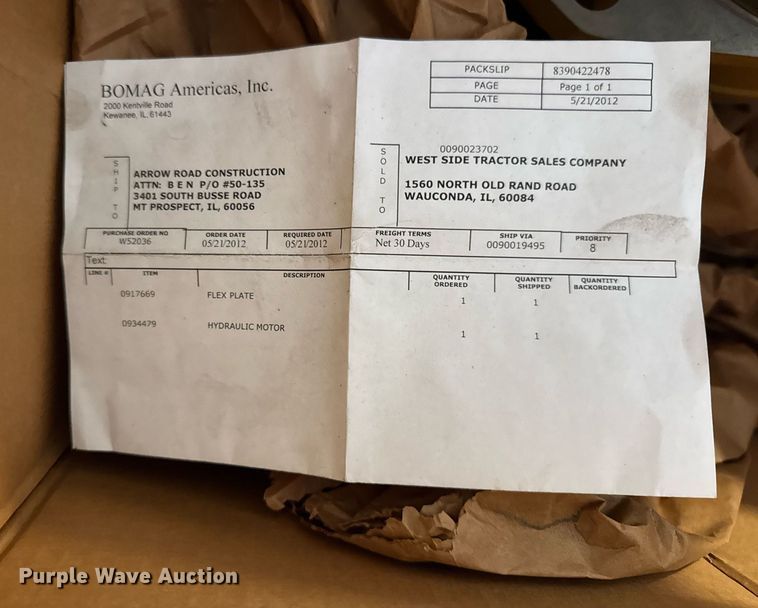 BOMAG Americas, Inc.
2000 Kentville Road
Kewanee, IL, 61443
PACKSLIP 8390422478
PAGE Page 1 of 1
DATE 5/21/2012
SHIP TO
ARROW ROAD CONSTRUCTION
ATTN: B E N P/O #50-135
3401 SOUTH BUSSE ROAD
MT PROSPECT, IL, 60056
SOLD TO
0090023702
WEST SIDE TRACTOR SALES COMPANY
1560 NORTH OLD RAND ROAD
WAUCONDA, IL, 60084
PURCHASE ORDER NO ORDER DATE REQUIRED DATE FREIGHT TERMS SHIP VIA PRIORITY
W52036 05/21/2012 05/21/2012 Net 30 Days 0090019495 8
Text
LINE # ITEM DESCRIPTION QUANTITY ORDERED QUANTITY SHIPPED QUANTITY BACKORDERED
0917669 FLEX PLATE 1 1
0934479 HYDRAULIC MOTOR 1 1
Purple Wave Auction